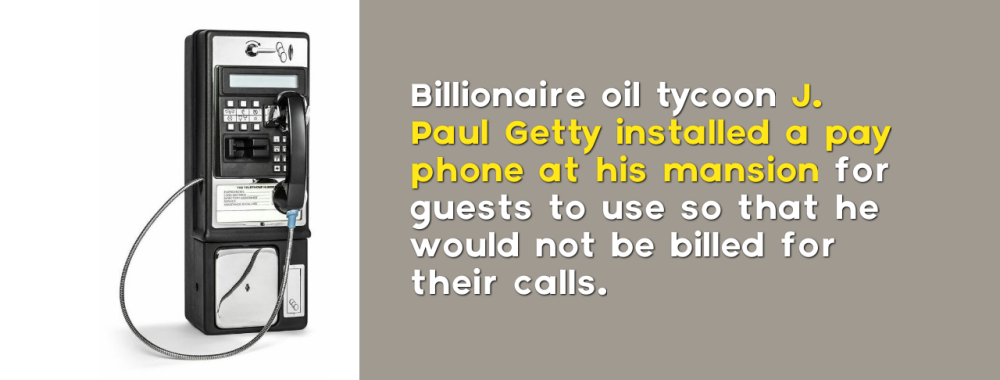 Billionaire oil tycoon J.
Paul Getty installed a pay
phone at his mansion for
guests to use so that he
would not be billed for
their calls.